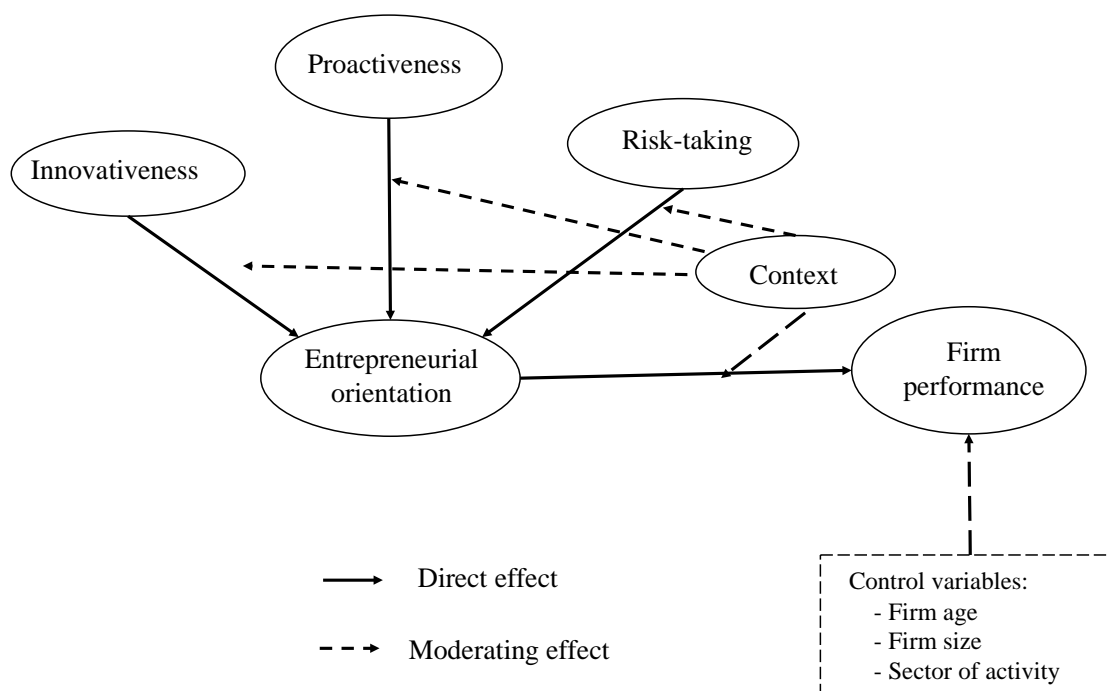 Proactiveness
Risk-taking
Innovativeness
Context
Entrepreneurial
orientation
Firm
performance
Direct effect
Moderating effect
Control variables:
- Firm age
- Firm size
- Sector of activity